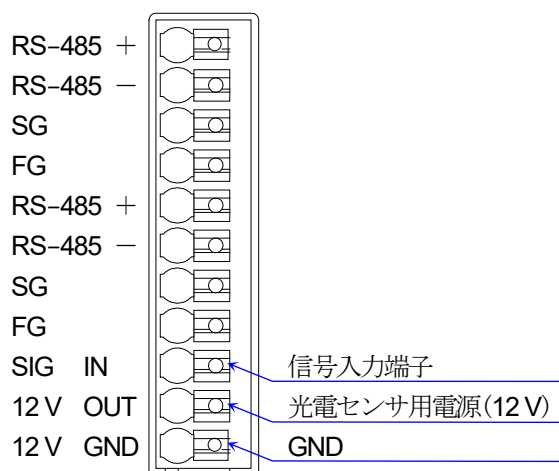 RS-485 +
RS-485 −
SG
FG
RS-485 +
RS-485 −
SG
FG
SIG IN 信号入力端子
12 V OUT 光電センサ用電源(12 V)
12 V GND GND